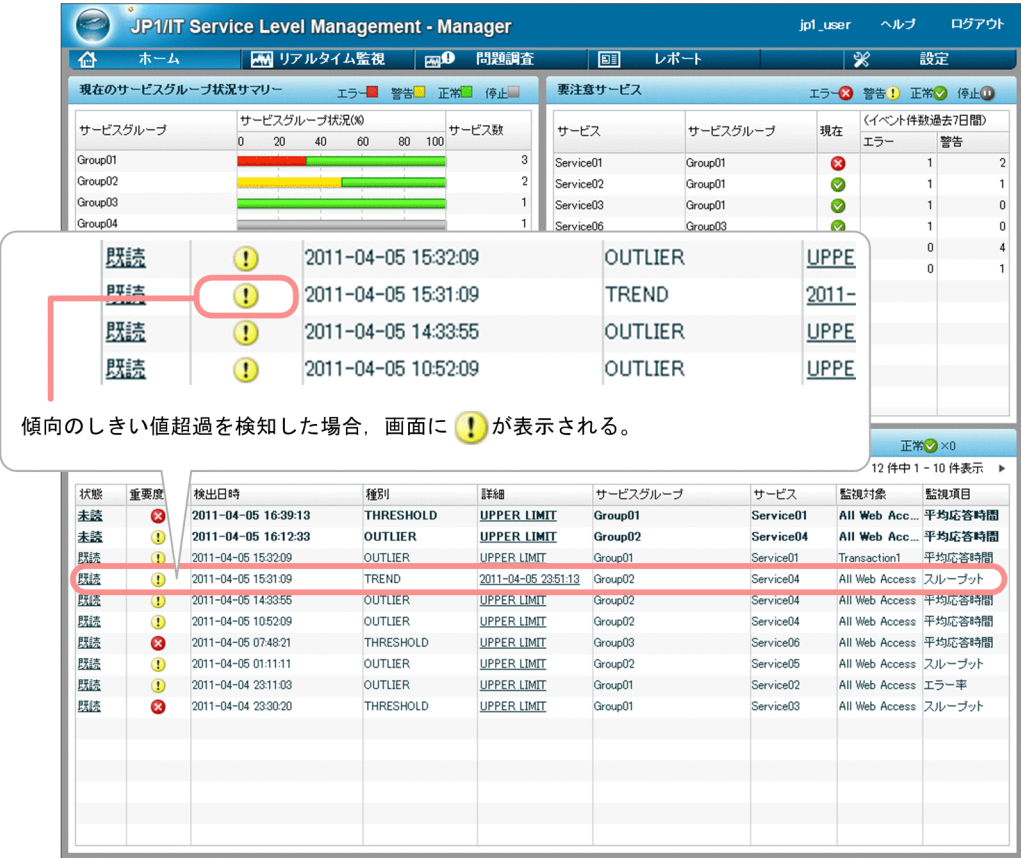 JP1/IT Service Level Management - Manager
jp1_user ヘルプ ログアウト
ホーム リアルタイム監視 問題調査 レポート 設定
現在のサービスグループ状況サマリー エラー 警告 正常 停止
サービスグループ サービスグループ状況(%) サービス数
0 20 40 60 80 100
Group01 3
Group02 2
Group03 1
Group04 1
要注意サービス エラー 警告 正常 停止
サービス サービスグループ 現在 (イベント件数過去7日間)
エラー 警告
Service01 Group01 1 2
Service02 Group01 1 1
Service03 Group01 1 0
Service06 Group03 1 0
0 4
0 1
既読 2011-04-05 15:32:09 OUTLIER UPPE
既読 2011-04-05 15:31:09 TREND 2011-
既読 2011-04-05 14:33:55 OUTLIER UPPE
既読 2011-04-05 10:52:09 OUTLIER UPPE
傾向のしきい値超過を検知した場合，画面に が表示される。
正常 ×0
12 件中 1 - 10 件表示
状態 重要度 検出日時 種別 詳細 サービスグループ サービス 監視対象 監視項目
未読 2011-04-05 16:39:13 THRESHOLD UPPER LIMIT Group01 Service01 All Web Acc... 平均応答時間
未読 2011-04-05 16:12:33 OUTLIER UPPER LIMIT Group02 Service04 All Web Acc... 平均応答時間
既読 2011-04-05 15:32:09 OUTLIER UPPER LIMIT Group01 Service01 Transaction1 平均応答時間
既読 2011-04-05 15:31:09 TREND 2011-04-05 23:51:13 Group02 Service04 All Web Access スループット
既読 2011-04-05 14:33:55 OUTLIER UPPER LIMIT Group02 Service04 All Web Access 平均応答時間
既読 2011-04-05 10:52:09 OUTLIER UPPER LIMIT Group02 Service04 All Web Access 平均応答時間
既読 2011-04-05 07:48:21 THRESHOLD UPPER LIMIT Group03 Service06 All Web Access 平均応答時間
既読 2011-04-05 01:11:11 OUTLIER UPPER LIMIT Group02 Service05 All Web Access スループット
既読 2011-04-04 23:11:03 OUTLIER UPPER LIMIT Group01 Service02 All Web Access エラー率
既読 2011-04-04 23:30:20 THRESHOLD UPPER LIMIT Group01 Service03 All Web Access スループット